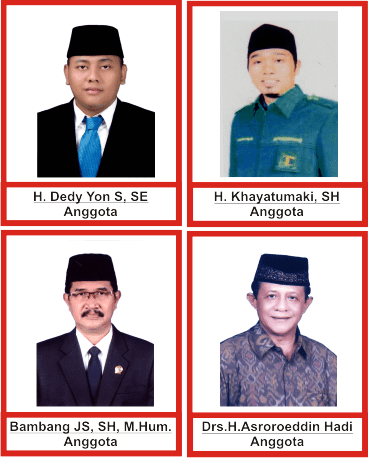 H. Dedy Yon S, SE
Anggota
H. Khayatumaki, SH
Anggota
Bambang JS, SH, M.Hum.
Anggota
Drs.H.Asroroeddin Hadi
Anggota